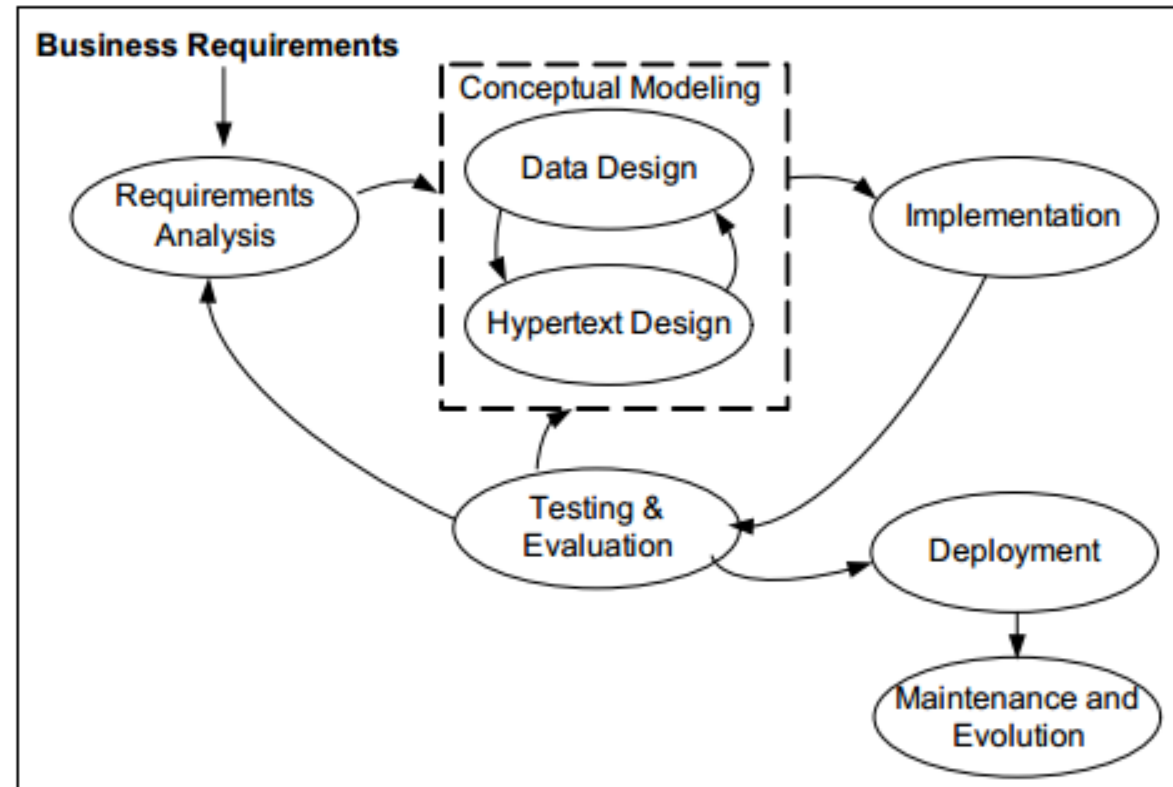 Business Requirements
Conceptual Modeling
Data Design
Requirements
Analysis
Implementation
Hypertext Design
Testing &
Evaluation
Deployment
Maintenance and
Evolution